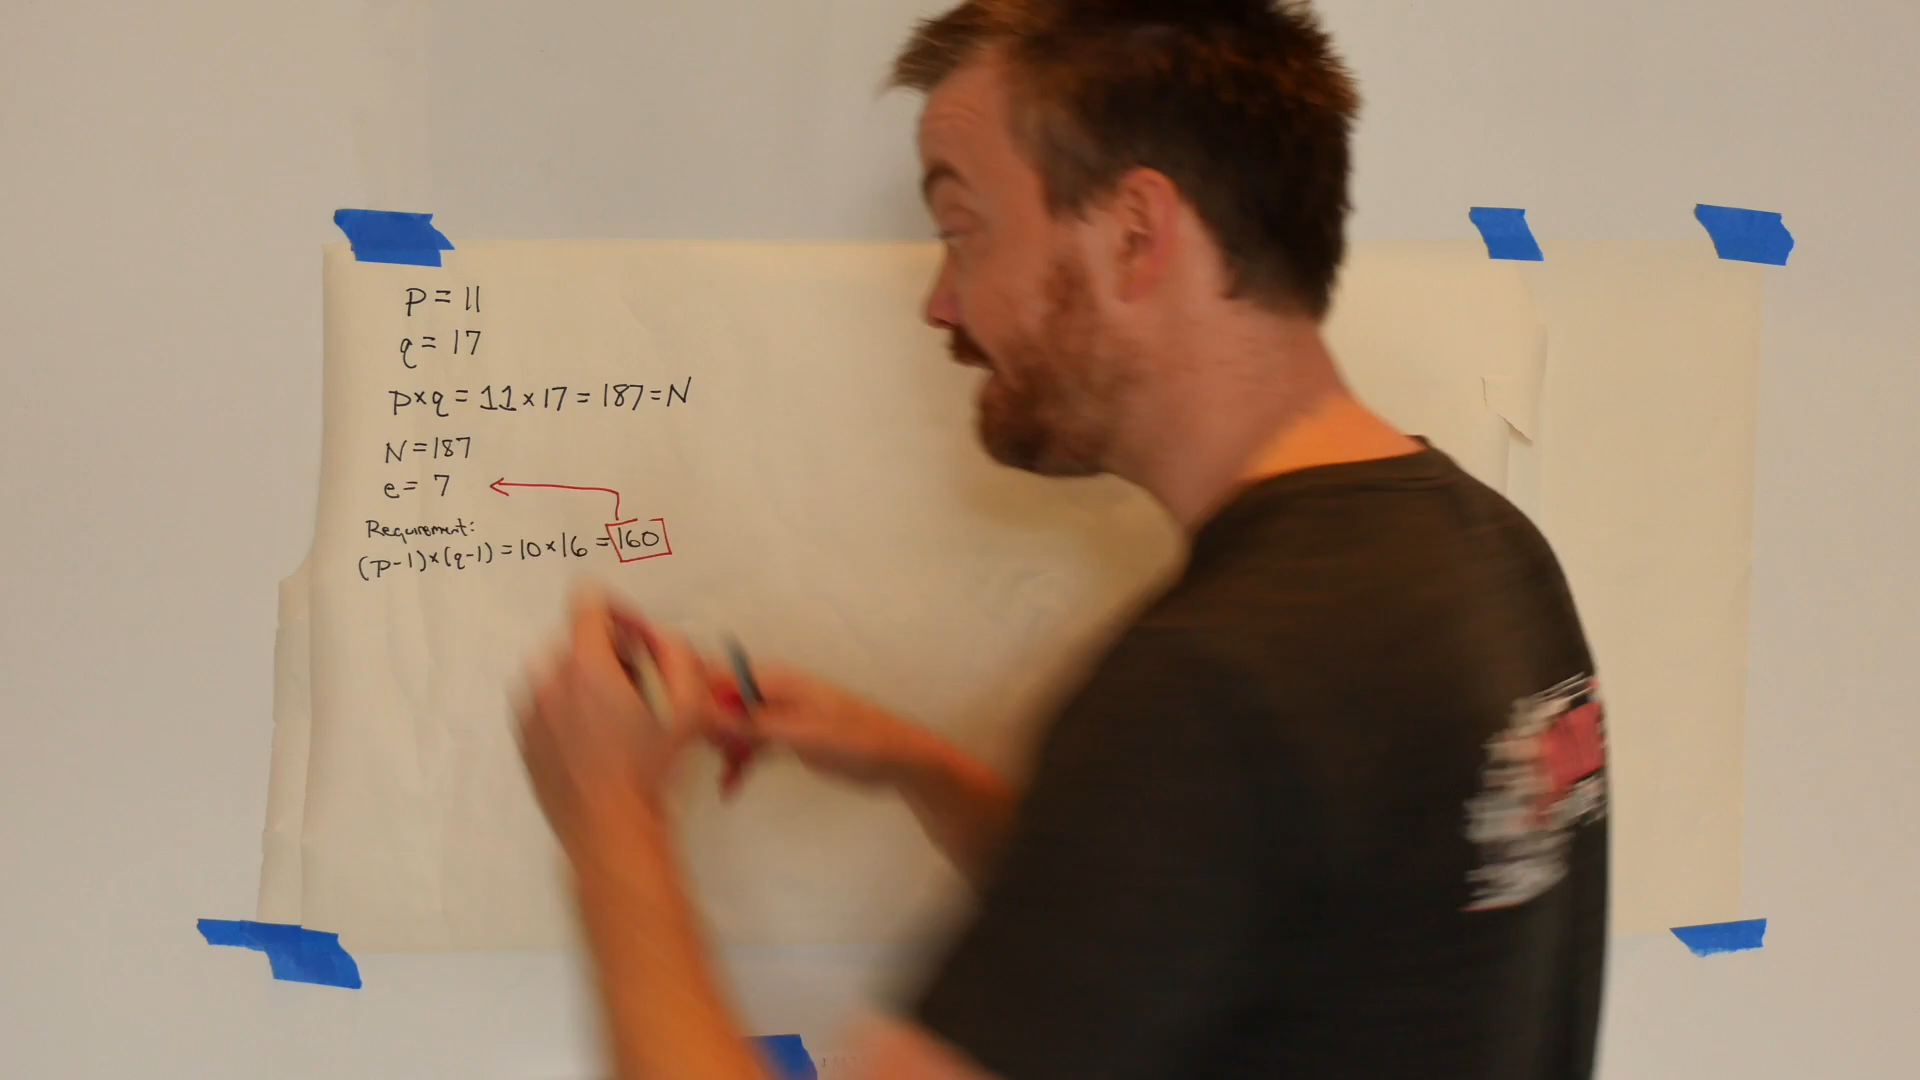 p = 11
q = 17
p×q = 11×17 = 187 = N
N = 187
e = 7
Requirement:
(p-1)×(q-1) = 10×16 = 160